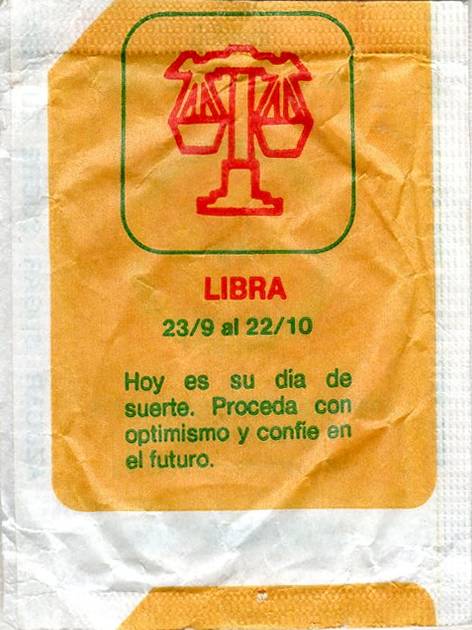 LIBRA
23/9 al 22/10
Hoy es su día de
suerte. Proceda con
optimismo y confíe en
el futuro.